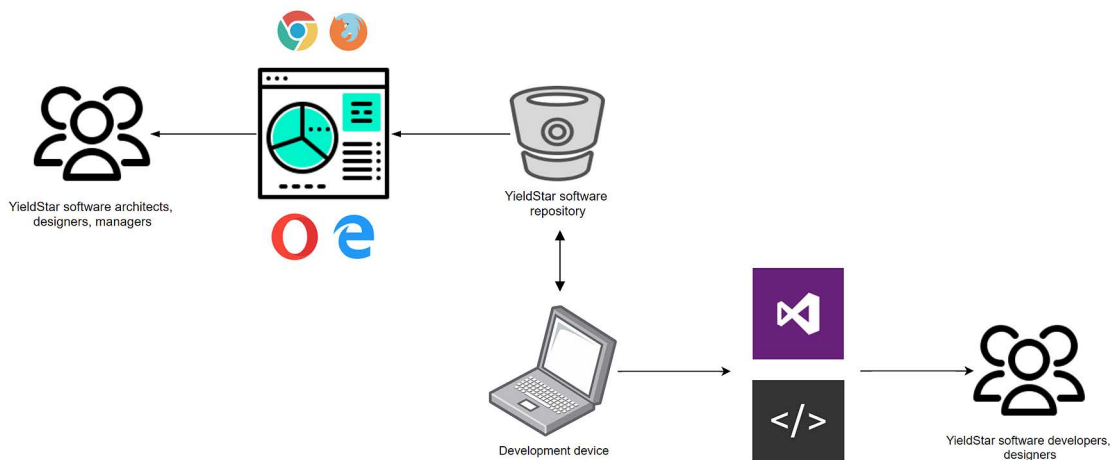 YieldStar software architects,
designers, managers
YieldStar software
repository
Development device
</>
YieldStar software developers,
designers